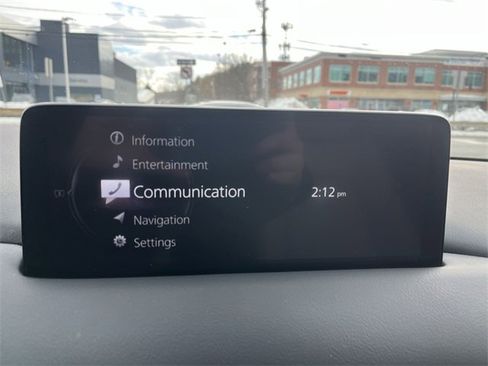 Information
Entertainment
Communication
2:12 pm
Navigation
Settings